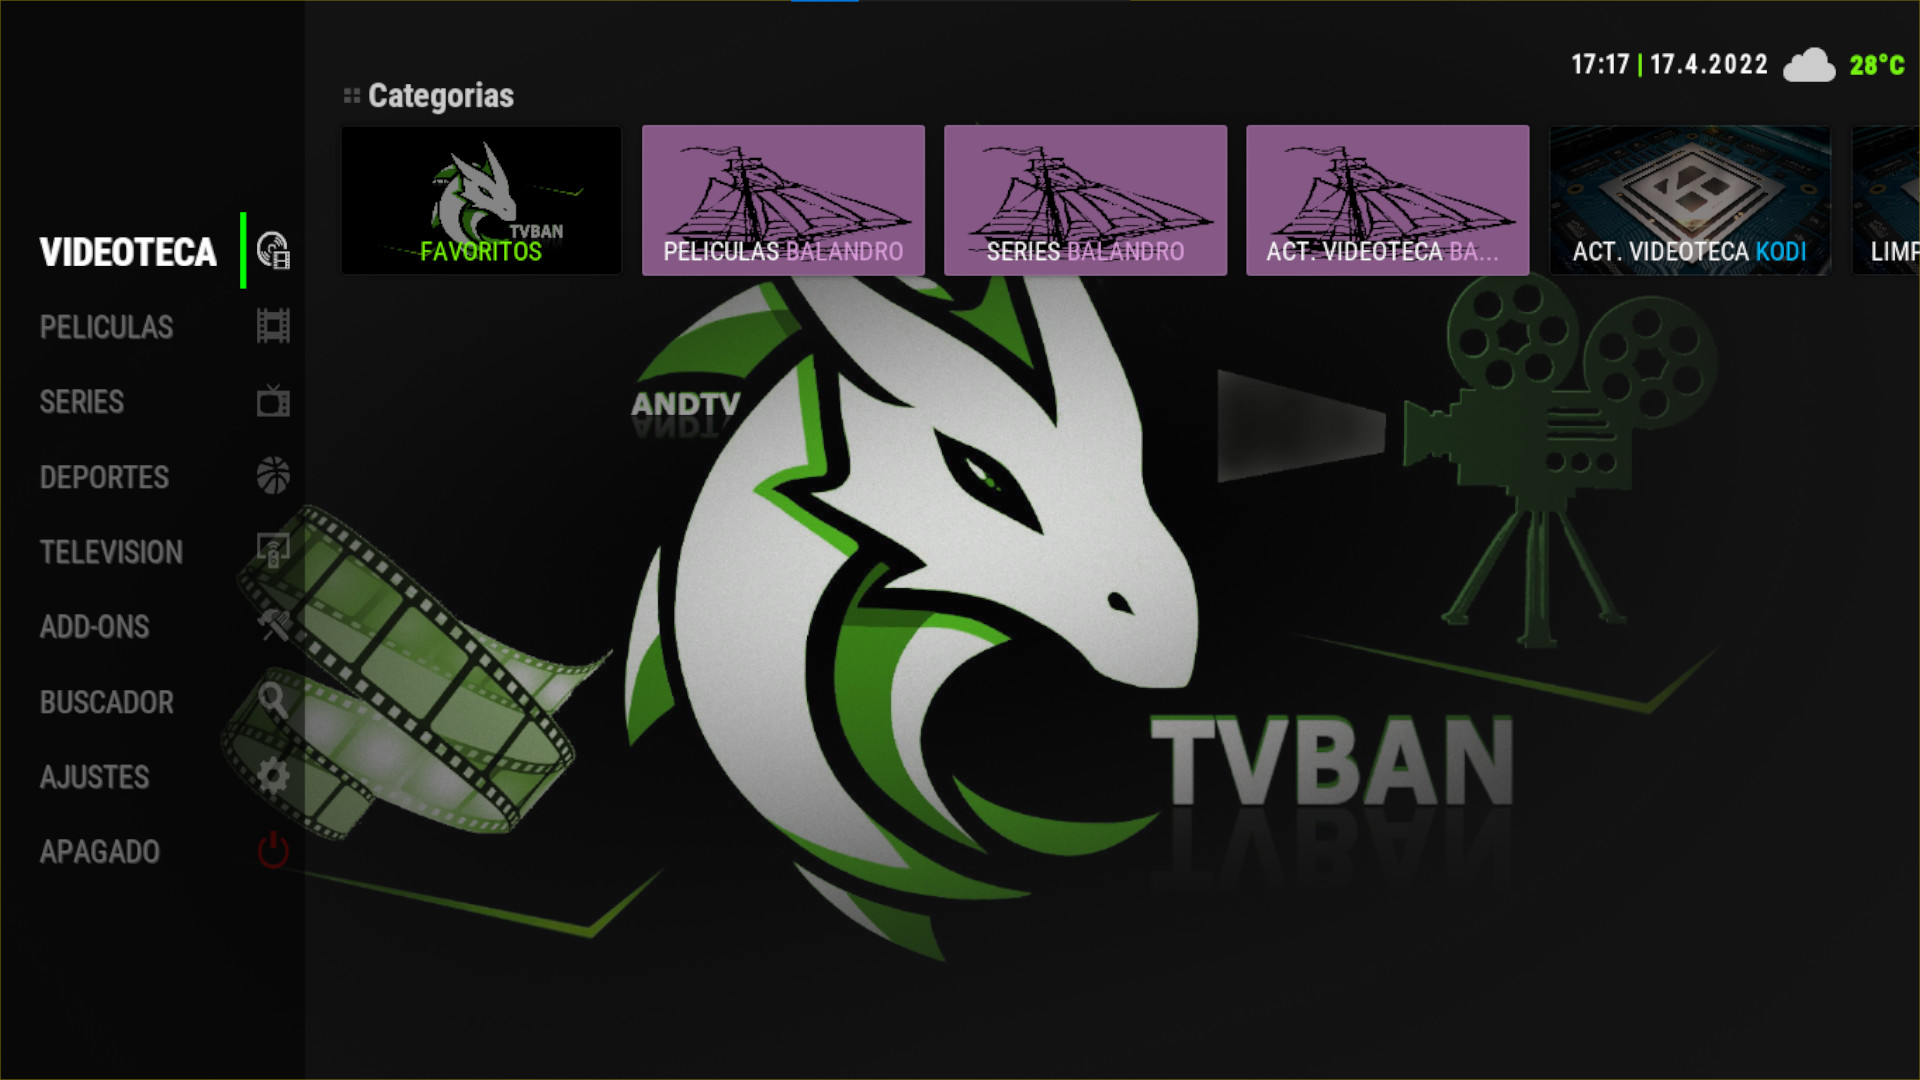 17:17 | 17.4.2022 28°C
Categorias
TVBAN
FAVORITOS
PELICULAS BALANDRO
SERIES BALANDRO
ACT. VIDEOTECA BA...
ACT. VIDEOTECA KODI
VIDEOTECA
PELICULAS
SERIES
DEPORTES
TELEVISION
ADD-ONS
BUSCADOR
AJUSTES
APAGADO
ANDTV
TVBAN